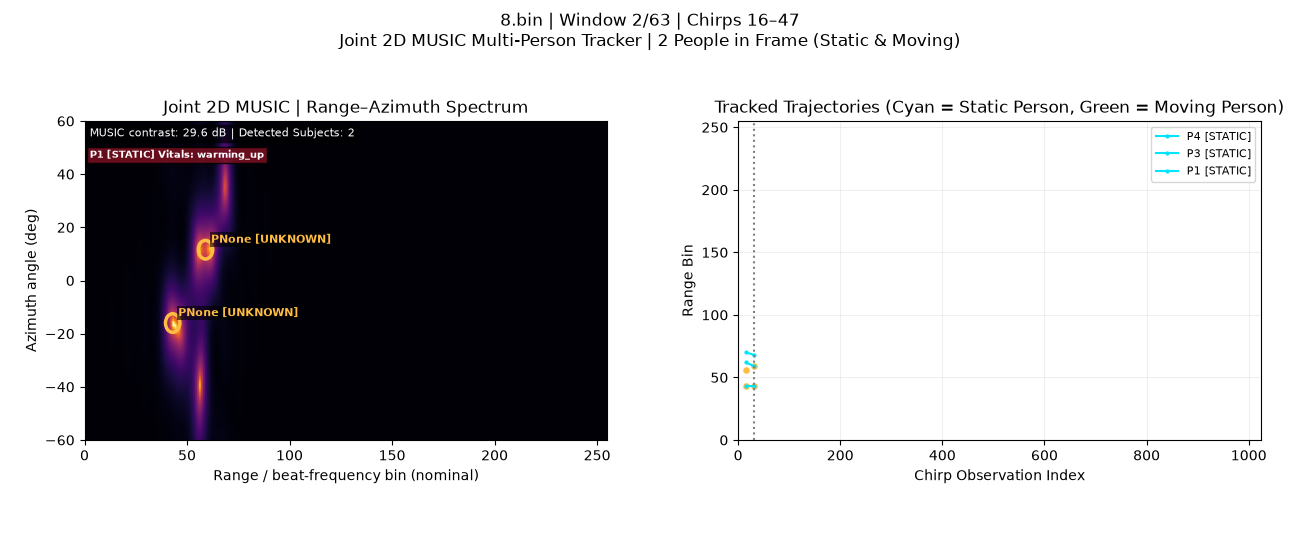 8.bin | Window 2/63 | Chirps 16–47
Joint 2D MUSIC Multi-Person Tracker | 2 People in Frame (Static & Moving)
Joint 2D MUSIC | Range–Azimuth Spectrum
MUSIC contrast: 29.6 dB | Detected Subjects: 2
P1 [STATIC] Vitals: warming_up
PNone [UNKNOWN]
PNone [UNKNOWN]
60
40
20
0
−20
−40
−60
Azimuth angle (deg)
0
50
100
150
200
250
Range / beat-frequency bin (nominal)
Tracked Trajectories (Cyan = Static Person, Green = Moving Person)
P4 [STATIC]
P3 [STATIC]
P1 [STATIC]
250
200
150
100
50
0
Range Bin
0
200
400
600
800
1000
Chirp Observation Index